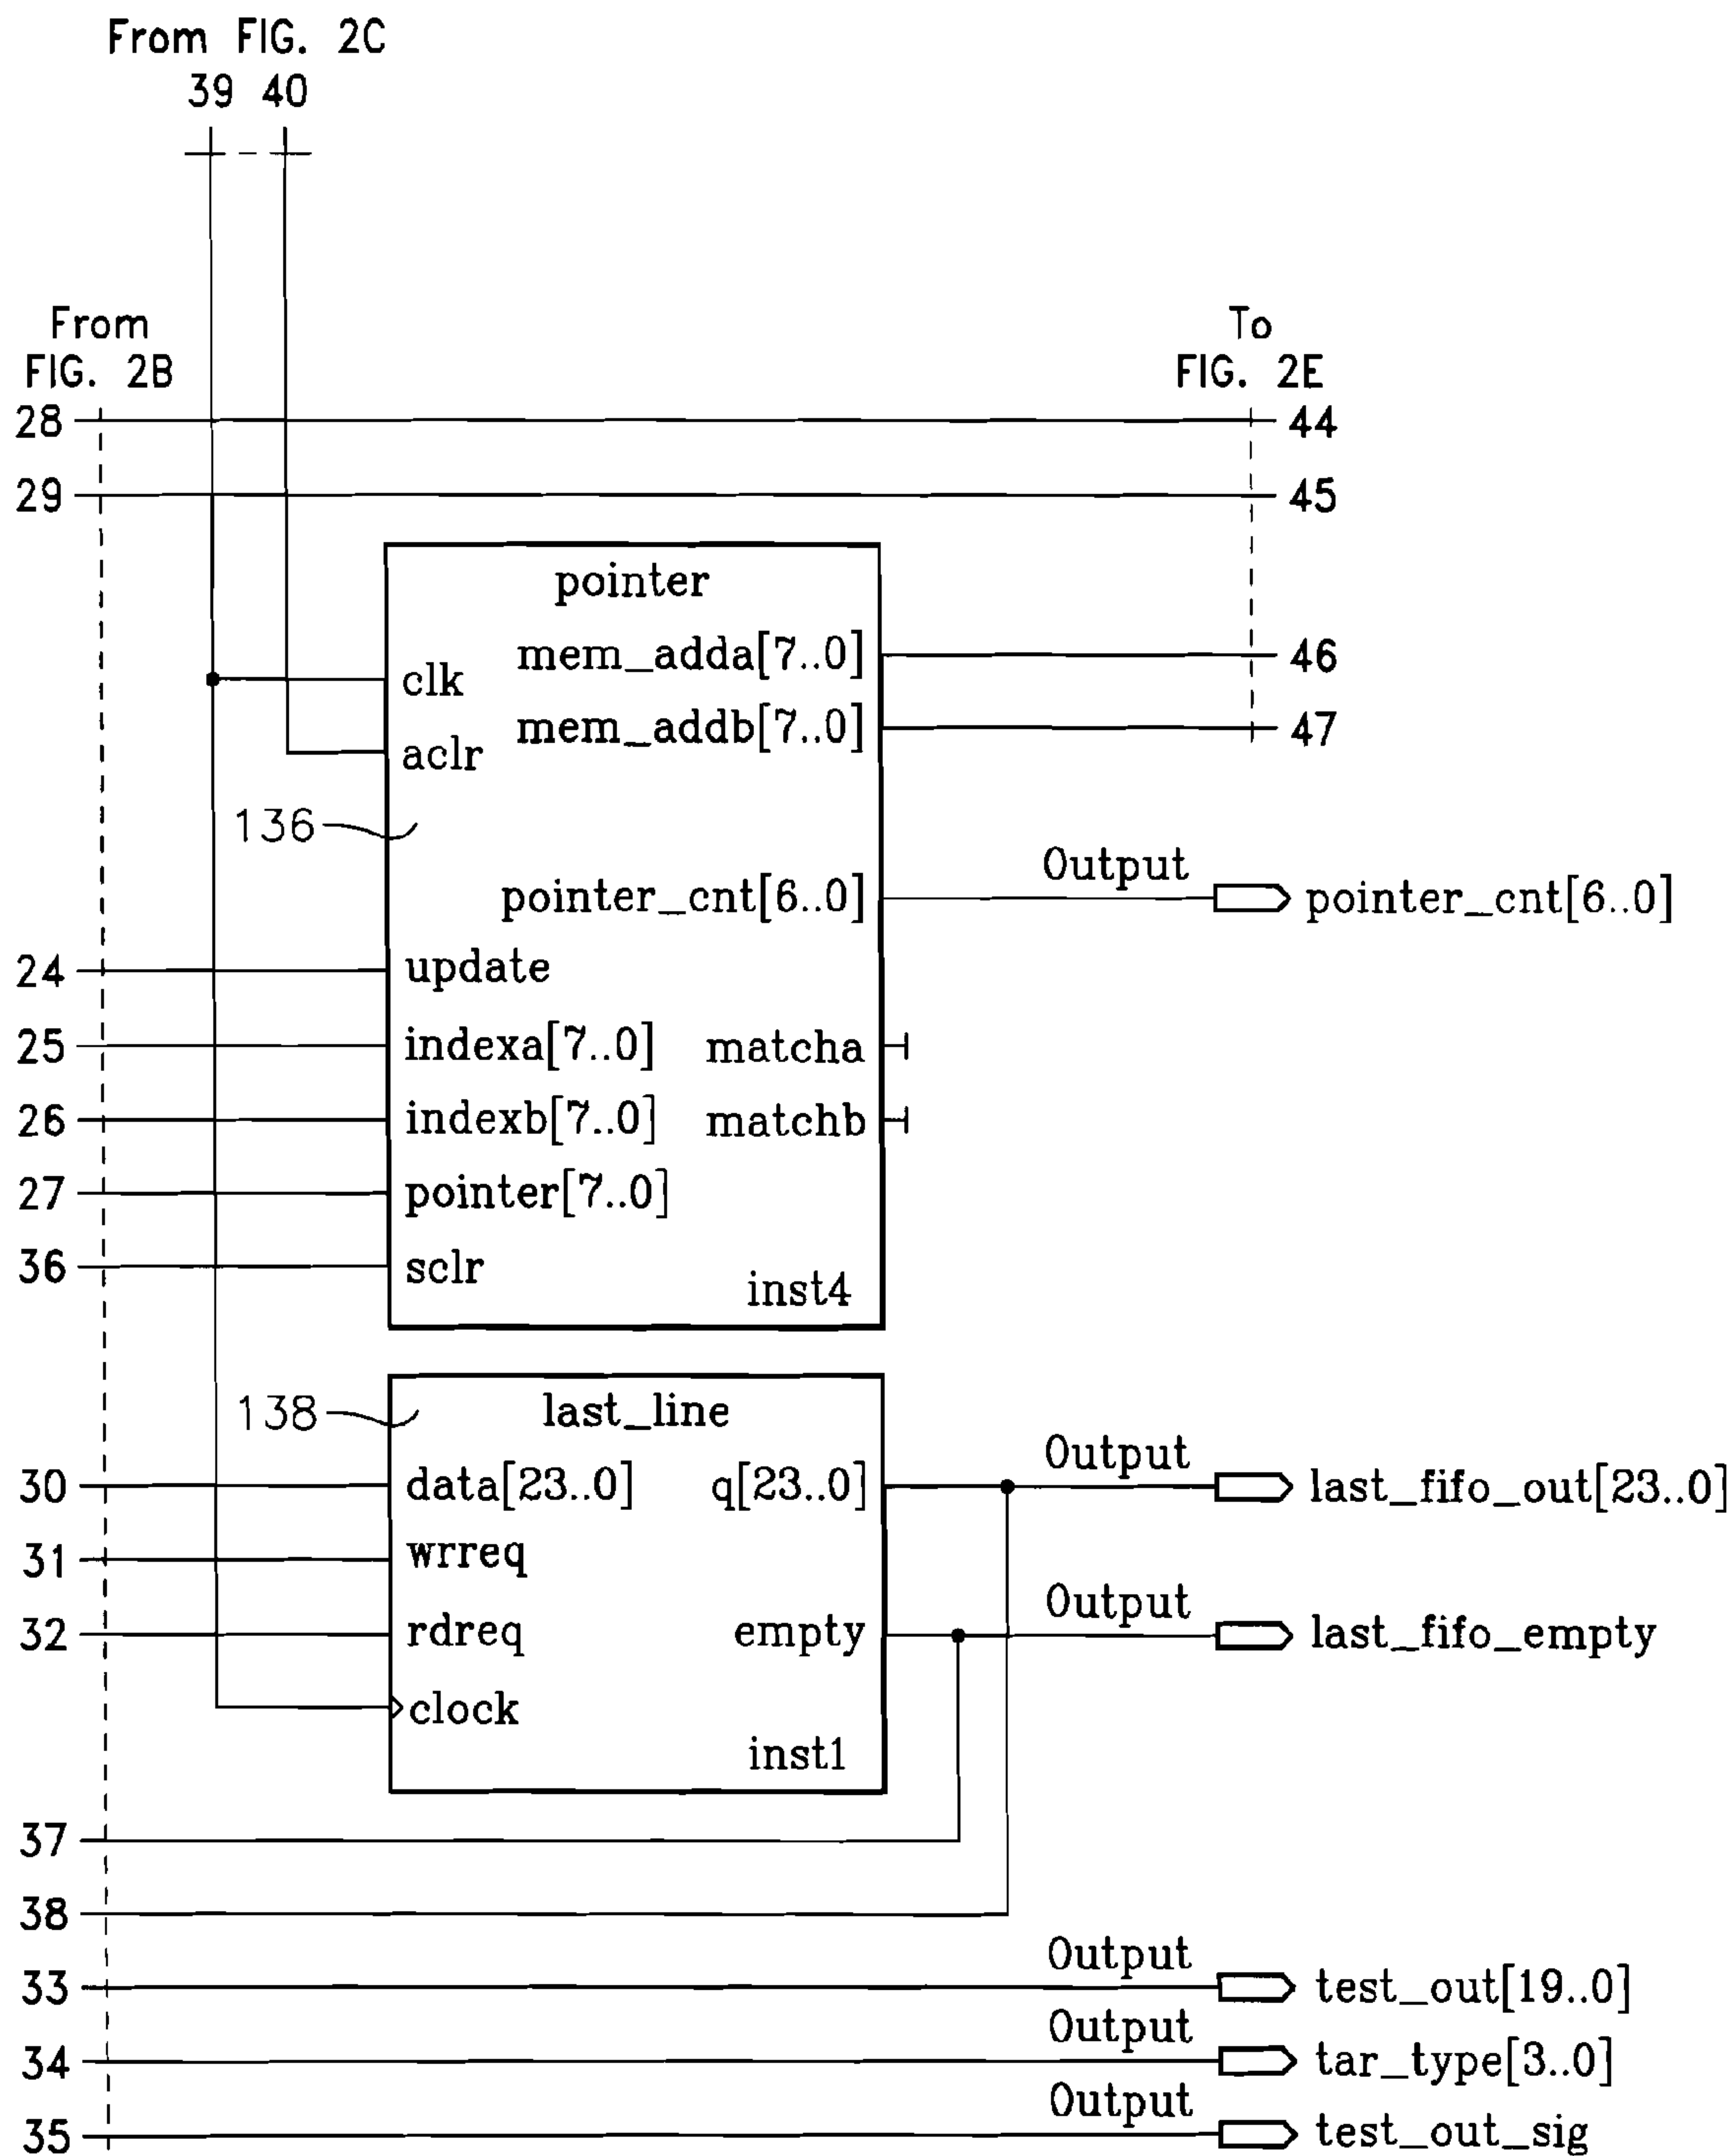 From FIG. 2C
39 40
From
FIG. 2B
To
FIG. 2E
28
44
29
45
pointer
mem_adda[7..0]
46
clk
mem_addb[7..0]
47
aclr
136
Output
pointer_cnt[6..0]
pointer_cnt[6..0]
24
update
25
indexa[7..0]
matcha
26
indexb[7..0]
matchb
27
pointer[7..0]
36
sclr
inst4
138
last_line
30
data[23..0]
q[23..0]
Output
last_fifo_out[23..0]
31
wrreq
32
rdreq
empty
Output
last_fifo_empty
clock
inst1
37
38
33
Output
test_out[19..0]
34
Output
tar_type[3..0]
35
Output
test_out_sig